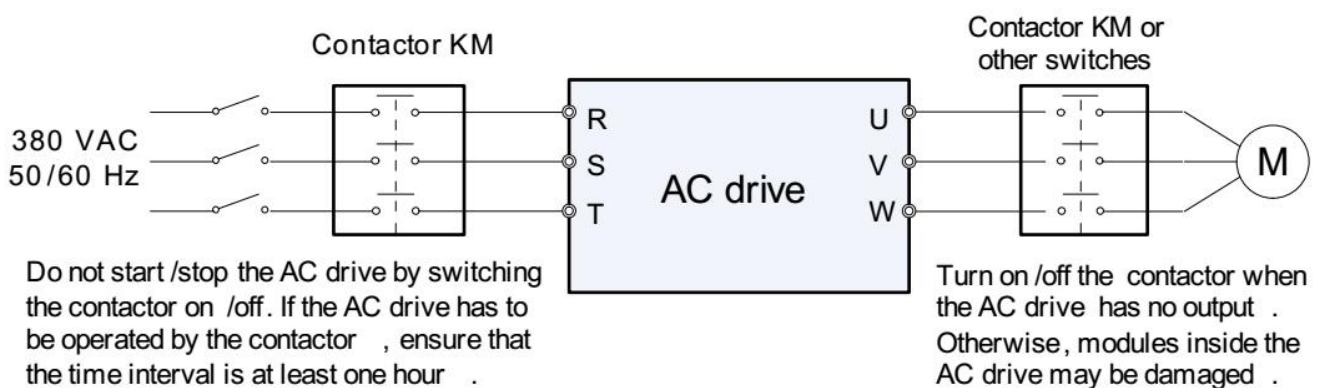 Contactor KM
Contactor KM or
other switches
380 VAC
50/60 Hz
R
S
T
AC drive
U
V
W
M
Do not start /stop the AC drive by switching
the contactor on /off. If the AC drive has to
be operated by the contactor , ensure that
the time interval is at least one hour .
Turn on /off the contactor when
the AC drive has no output .
Otherwise, modules inside the
AC drive may be damaged .